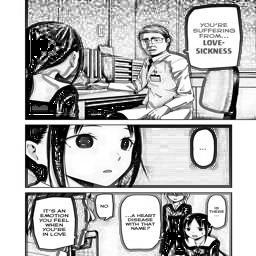 YOU'RE
SUFFERING
FROM...
LOVE-
SICKNESS
...
IS
THERE...
...A HEART
DISEASE
WITH THAT
NAME?
NO
IT'S AN
EMOTION
YOU FEEL
WHEN
YOU'RE
IN LOVE